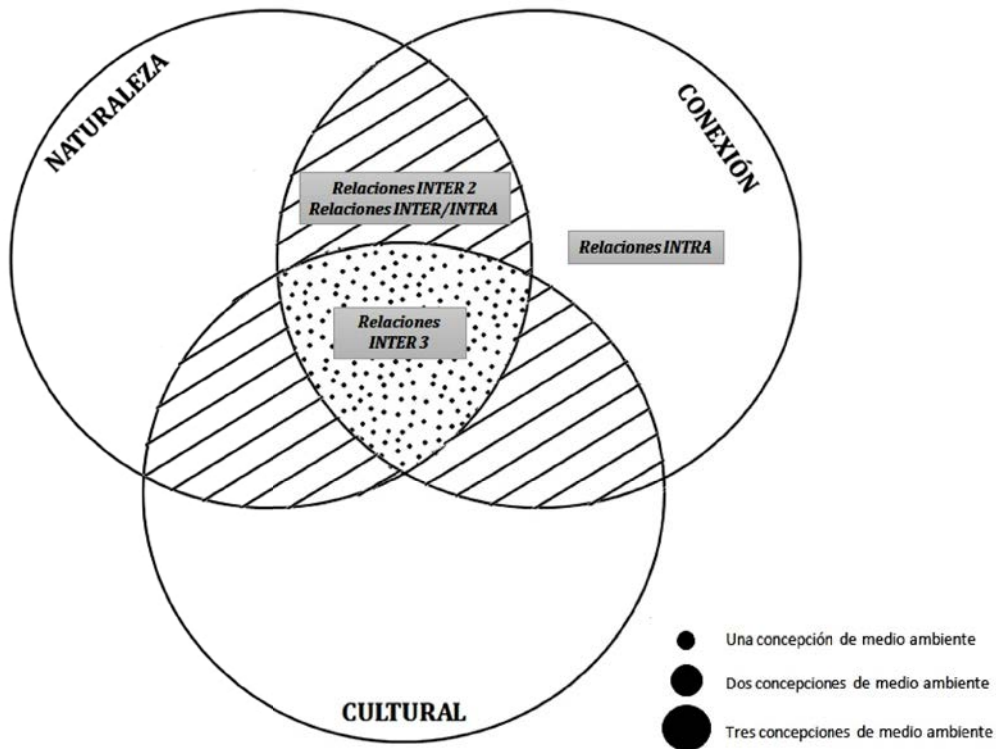 NATURALEZA
CONEXIÓN
Relaciones INTER 2
Relaciones INTER/INTRA
Relaciones INTRA
Relaciones
INTER 3
CULTURAL
Una concepción de medio ambiente
Dos concepciones de medio ambiente
Tres concepciones de medio ambiente